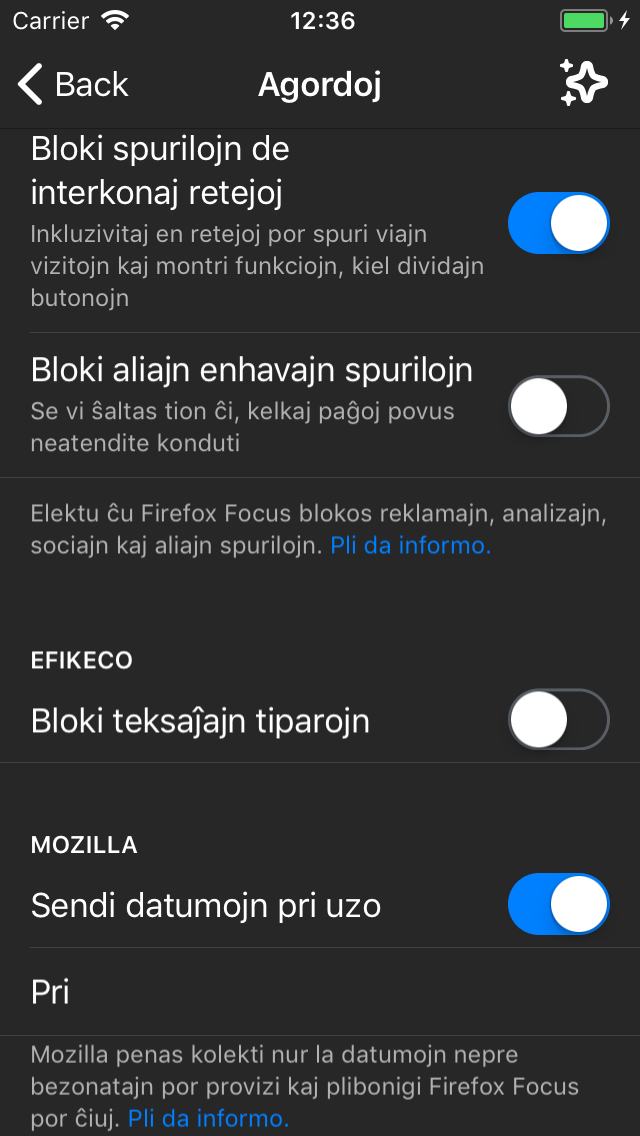 Carrier
12:36
Back
Agordoj
Bloki spurilojn de
interkonaj retejoj
Inkluzivitaj en retejoj por spuri viajn
vizitojn kaj montri funkciojn, kiel dividajn
butonojn
Bloki aliajn enhavajn spurilojn
Se vi ŝaltas tion ĉi, kelkaj paĝoj povus
neatendite konduti
Elektu ĉu Firefox Focus blokos reklamajn, analizajn,
sociajn kaj aliajn spurilojn. Pli da informo.
EFIKECO
Bloki teksaĵajn tiparojn
MOZILLA
Sendi datumojn pri uzo
Pri
Mozilla penas kolekti nur la datumojn nepre
bezonatajn por provizi kaj plibonigi Firefox Focus
por ĉiuj. Pli da informo.